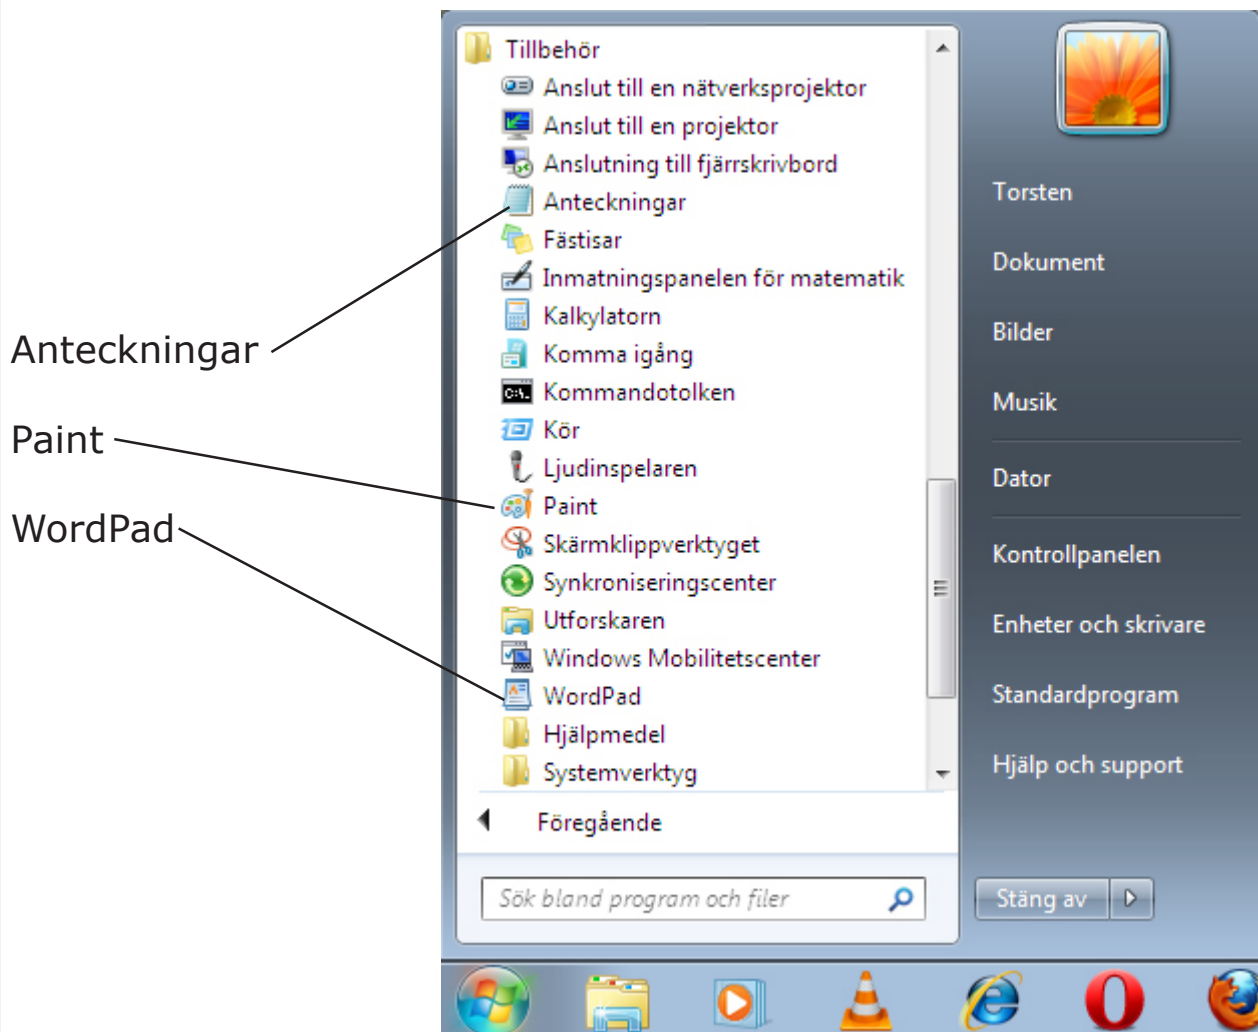 Anteckningar
Paint
WordPad
Tillbehör
Anslut till en nätverksprojektor
Anslut till en projektor
Anslutning till fjärrskrivbord
Anteckningar
Fästisar
Inmatningspanelen för matematik
Kalkylatorn
Komma igång
Kommandotolken
Kör
Ljudinspelaren
Paint
Skärmklippverktyget
Synkroniseringscenter
Utforskaren
Windows Mobilitetscenter
WordPad
Hjälpmedel
Systemverktyg
Föregående
Sök bland program och filer
Torsten
Dokument
Bilder
Musik
Dator
Kontrollpanelen
Enheter och skrivare
Standardprogram
Hjälp och support
Stäng av